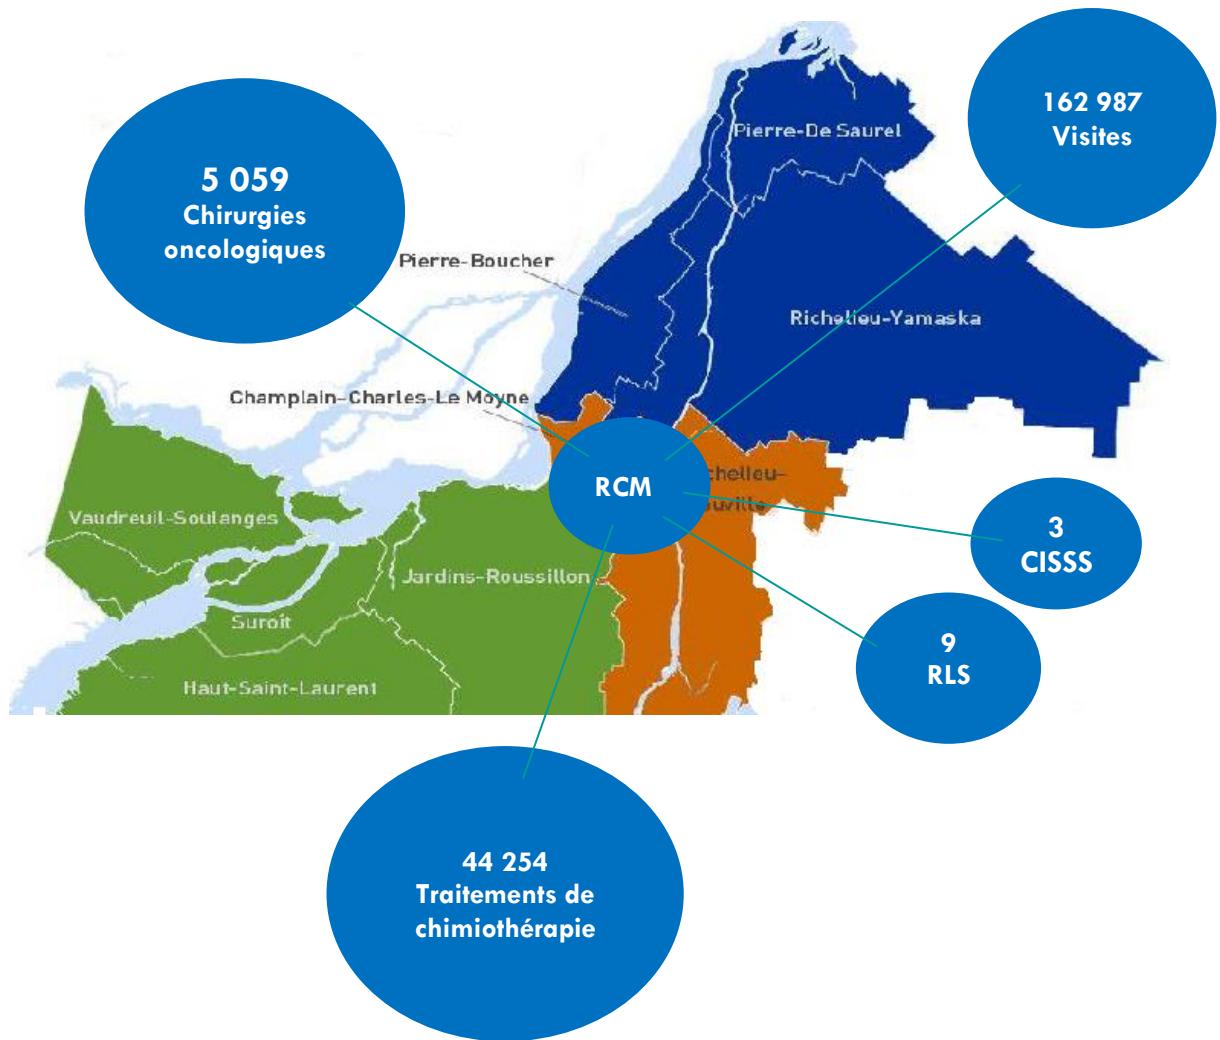 162 987
Visites
5 059
Chirurgies
oncologiques
Pierre-De Saurel
Pierre-Boucher
Richelieu-Yamaska
Champlain-Charles-Le Moyne
RCM
3
CISSS
Vaudreuil-Soulanges
Jardins-Roussillon
Suroit
9
RLS
Haut-Saint-Laurent
44 254
Traitements de
chimiothérapie